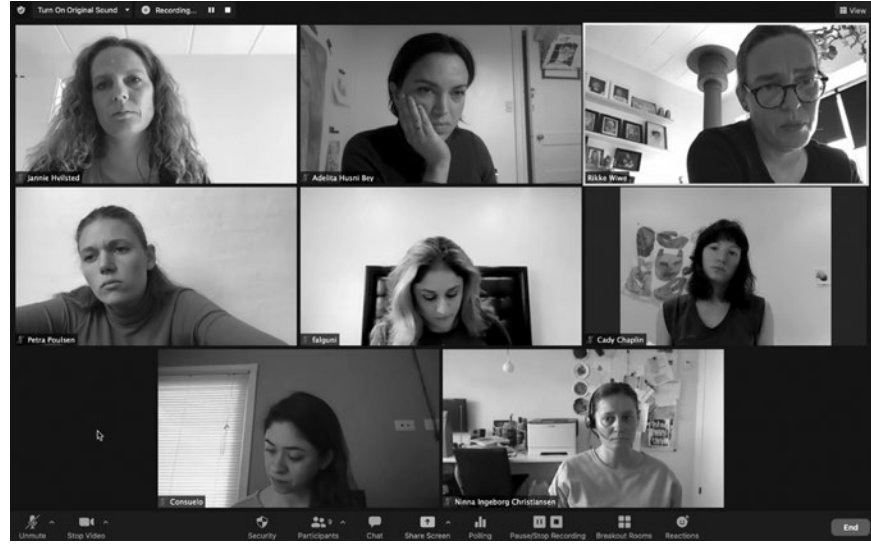 Turn On Original Sound
Recording...
View
Jannie Hvilsted
Adelita Husni Bey
Rikke Wiwe
Petra Poulsen
falguni
Cady Chaplin
Consuelo
Ninna Ingeborg Christiansen
Unmute
Stop Video
Security
Participants
9
Chat
Share Screen
Polling
Pause/Stop Recording
Breakout Rooms
Reactions
End